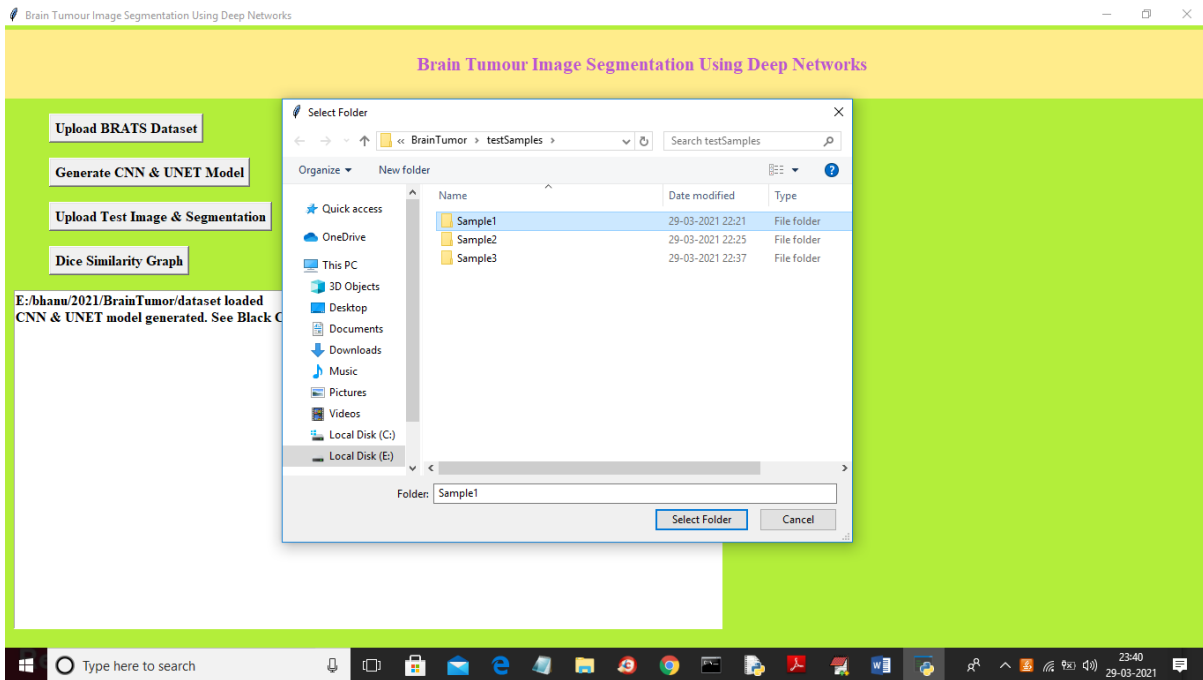 Brain Tumour Image Segmentation Using Deep Networks
Brain Tumour Image Segmentation Using Deep Networks
Upload BRATS Dataset
Generate CNN & UNET Model
Upload Test Image & Segmentation
Dice Similarity Graph
E:/bhanu/2021/BrainTumor/dataset loaded
CNN & UNET model generated. See Black C
Select Folder
« BrainTumor › testSamples ›
Search testSamples
Organize
New folder
Quick access
OneDrive
This PC
3D Objects
Desktop
Documents
Downloads
Music
Pictures
Videos
Local Disk (C:)
Local Disk (E:)
Name Date modified Type
Sample1 29-03-2021 22:21 File folder
Sample2 29-03-2021 22:25 File folder
Sample3 29-03-2021 22:37 File folder
Folder: Sample1
Select Folder Cancel
Type here to search
23:40
29-03-2021